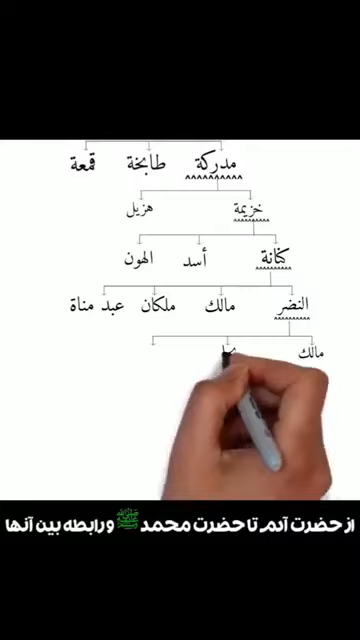 مدركة طابخة قمعة
خزيمة هزيل
كنانة أسد الهون
النضر مالك ملكان عبد مناة
مالك
از حضرت آدم تا حضرت محمد ﷺ و رابطه بین آنها